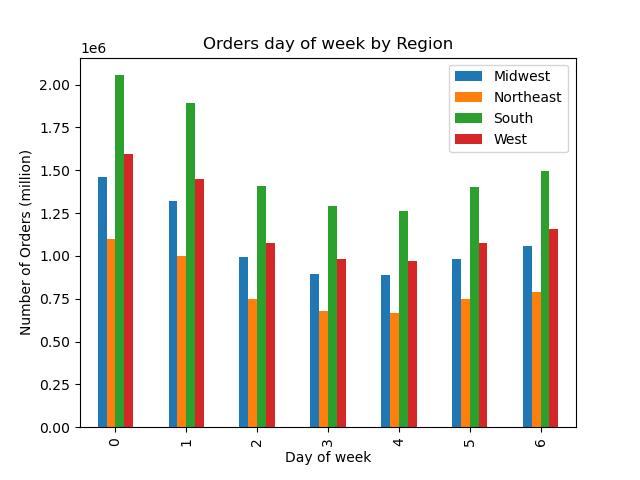 Orders day of week by Region
1e6
Midwest
Northeast
South
West
Number of Orders (million)
2.00
1.75
1.50
1.25
1.00
0.75
0.50
0.25
0.00
0 1 2 3 4 5 6
Day of week